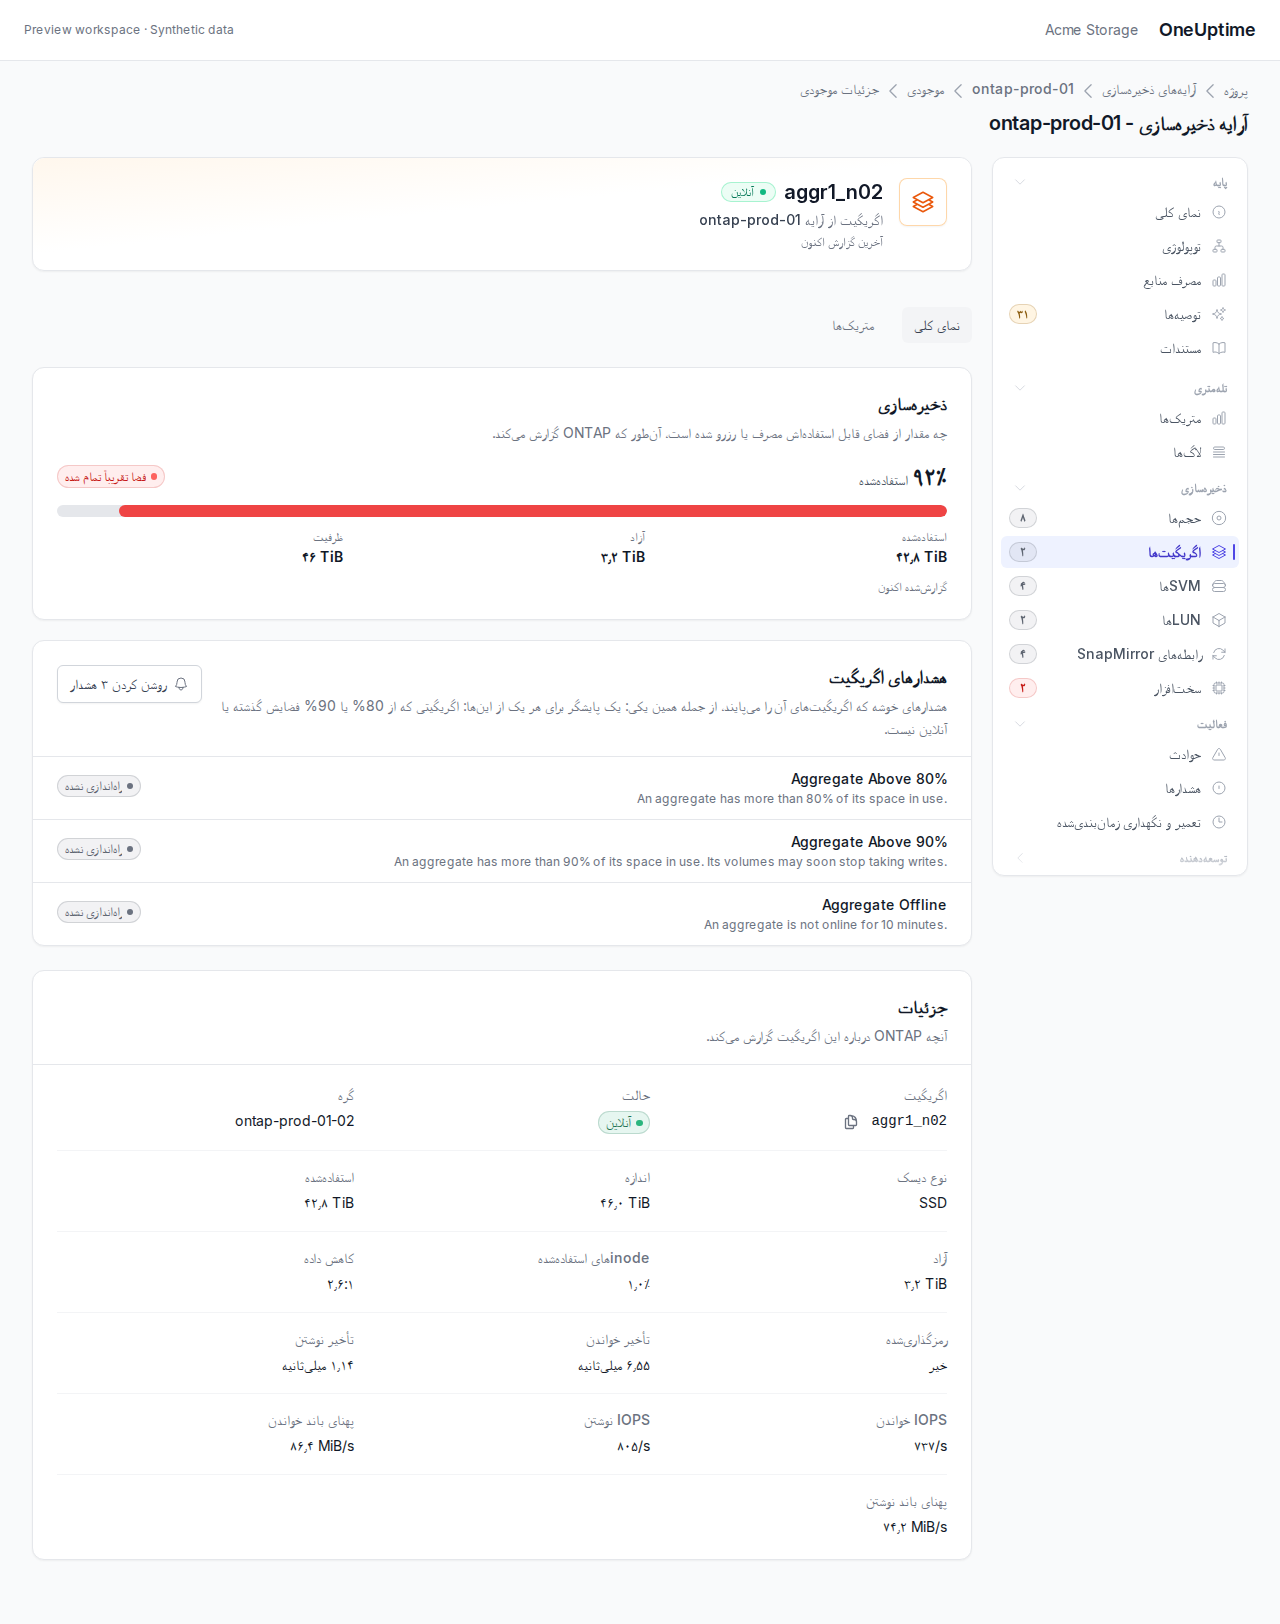 OneUptime
Acme Storage
Preview workspace · Synthetic data
پروژه
آرایه‌های ذخیره‌سازی
ontap-prod-01
موجودی
جزئیات موجودی
آرایه ذخیره‌سازی - ontap-prod-01
پایه
نمای کلی
توپولوژی
مصرف منابع
توصیه‌ها
۳۱
مستندات
تله‌متری
متریک‌ها
لاگ‌ها
ذخیره‌سازی
حجم‌ها
۸
اگریگیت‌ها
۲
SVMها
۴
LUNها
۲
رابطه‌های SnapMirror
۴
سخت‌افزار
۲
فعالیت
حوادث
هشدارها
تعمیر و نگهداری زمان‌بندی‌شده
توسعه‌دهنده
aggr1_n02
آنلاین
اگریگیت از آرایه ontap-prod-01
آخرین گزارش اکنون
نمای کلی
متریک‌ها
ذخیره‌سازی
چه مقدار از فضای قابل استفاده‌اش مصرف یا رزرو شده است. آن‌طور که ONTAP گزارش می‌کند.
۹۲٪ استفاده‌شده
فضا تقریباً تمام شده
استفاده‌شده
۴۲٫۸ TiB
آزاد
۳٫۲ TiB
ظرفیت
۴۶ TiB
گزارش‌شده اکنون
هشدارهای اگریگیت
هشدارهای خوشه که اگریگیت‌های آن را می‌پایند. از جمله همین یکی: یک پایشگر برای هر یک از این‌ها: اگریگیتی که از 80% یا 90% فضایش گذشته یا
آنلاین نیست.
روشن کردن ۳ هشدار
Aggregate Above 80%
An aggregate has more than 80% of its space in use.
راه‌اندازی نشده
Aggregate Above 90%
An aggregate has more than 90% of its space in use. Its volumes may soon stop taking writes.
راه‌اندازی نشده
Aggregate Offline
An aggregate is not online for 10 minutes.
راه‌اندازی نشده
جزئیات
آنچه ONTAP درباره این اگریگیت گزارش می‌کند.
اگریگیت
aggr1_n02
حالت
آنلاین
گره
ontap-prod-01-02
نوع دیسک
SSD
اندازه
۴۶٫۰ TiB
استفاده‌شده
۴۲٫۸ TiB
آزاد
۳٫۲ TiB
inodeهای استفاده‌شده
۱٫۰٪
کاهش داده
۲٫۶:۱
رمزگذاری‌شده
خیر
تأخیر خواندن
۶٫۵۵ میلی‌ثانیه
تأخیر نوشتن
۱٫۱۴ میلی‌ثانیه
IOPS خواندن
۷۳۷/s
IOPS نوشتن
۸۰۵/s
پهنای باند خواندن
۸۶٫۴ MiB/s
پهنای باند نوشتن
۷۴٫۲ MiB/s